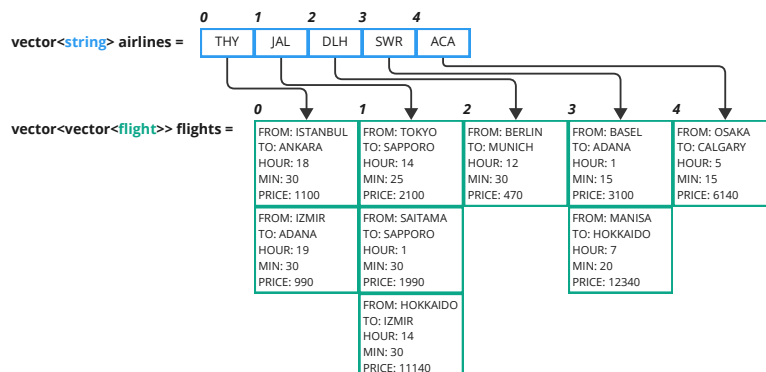 0 1 2 3 4
vector<string> airlines = THY JAL DLH SWR ACA
0 1 2 3 4
vector<vector<flight>> flights =
FROM: ISTANBUL
TO: ANKARA
HOUR: 18
MIN: 30
PRICE: 1100
FROM: TOKYO
TO: SAPPORO
HOUR: 14
MIN: 25
PRICE: 2100
FROM: BERLIN
TO: MUNICH
HOUR: 12
MIN: 30
PRICE: 470
FROM: BASEL
TO: ADANA
HOUR: 1
MIN: 15
PRICE: 3100
FROM: OSAKA
TO: CALGARY
HOUR: 5
MIN: 15
PRICE: 6140
FROM: IZMIR
TO: ADANA
HOUR: 19
MIN: 30
PRICE: 990
FROM: SAITAMA
TO: SAPPORO
HOUR: 1
MIN: 30
PRICE: 1990
FROM: MANISA
TO: HOKKAIDO
HOUR: 7
MIN: 20
PRICE: 12340
FROM: HOKKAIDO
TO: IZMIR
HOUR: 14
MIN: 30
PRICE: 11140